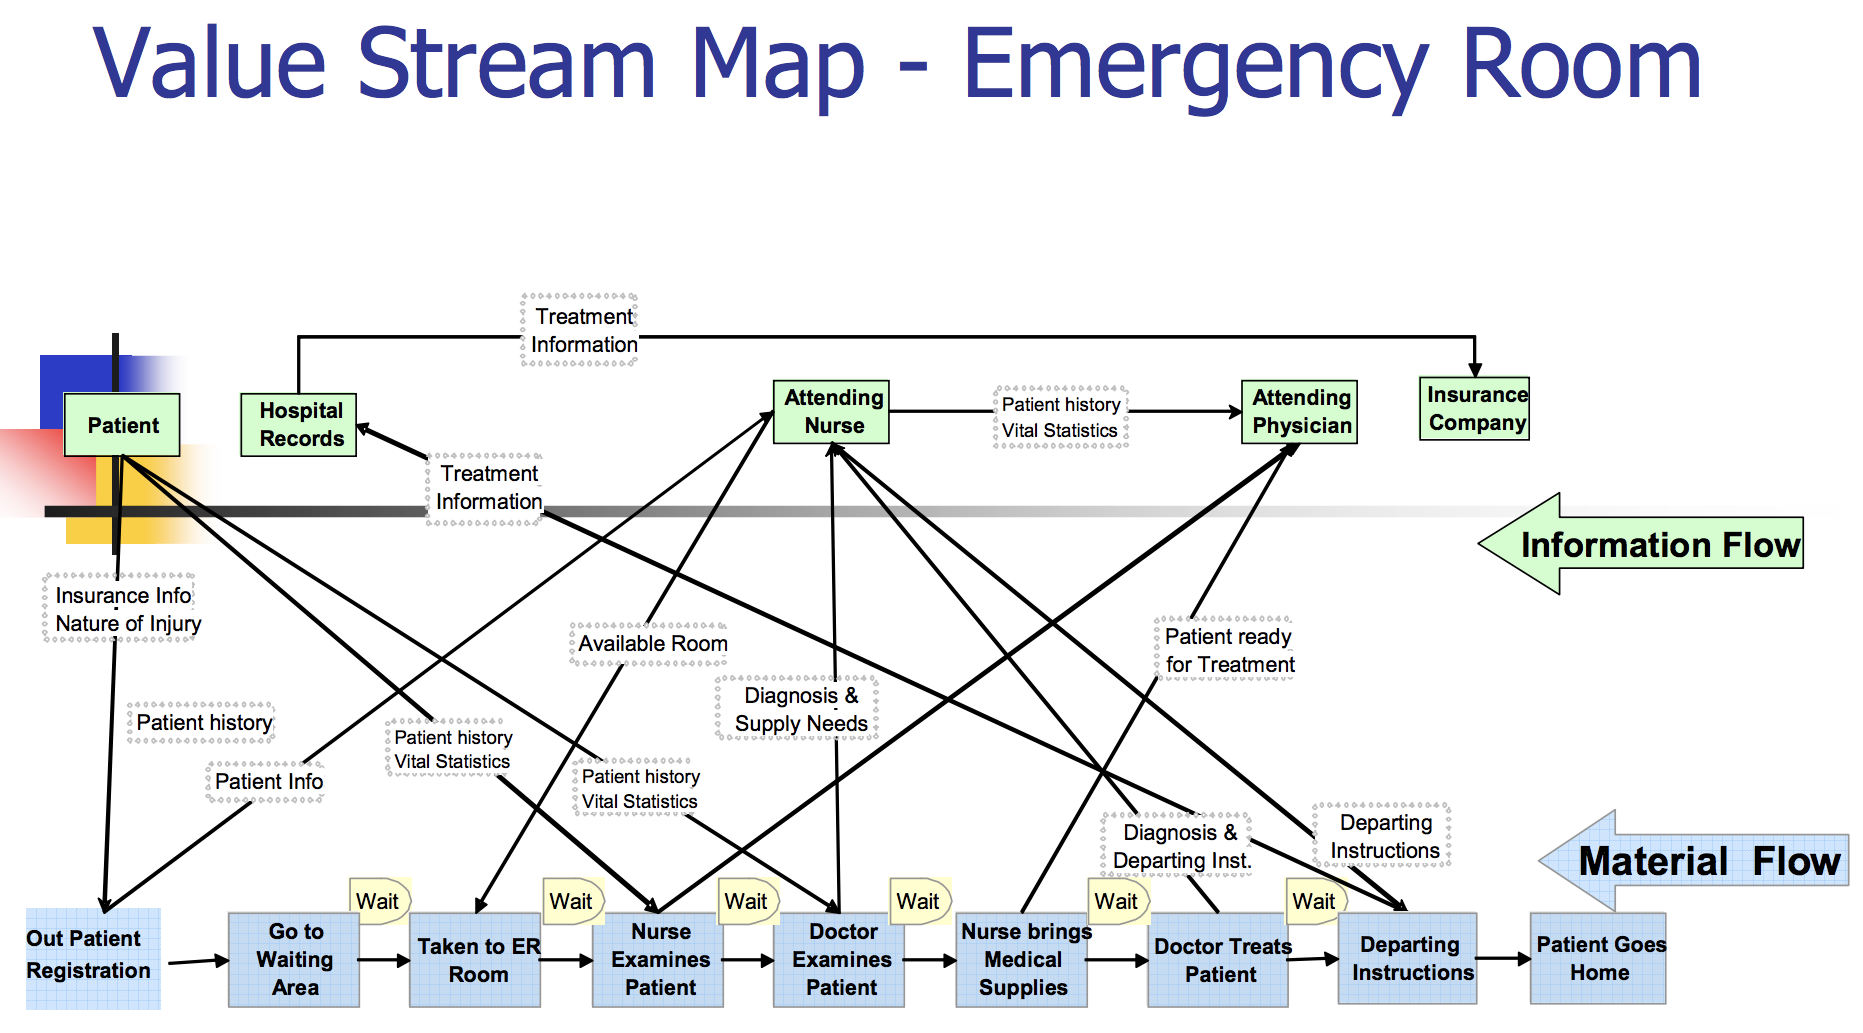 Value Stream Map - Emergency Room
Treatment
Information
Patient
Hospital
Records
Attending
Nurse
Patient history
Vital Statistics
Attending
Physician
Insurance
Company
Treatment
Information
Information Flow
Insurance Info
Nature of Injury
Available Room
Patient ready
for Treatment
Patient history
Diagnosis &
Supply Needs
Patient history
Vital Statistics
Patient Info
Patient history
Vital Statistics
Diagnosis &
Departing Inst.
Departing
Instructions
Material Flow
Wait
Wait
Wait
Wait
Wait
Wait
Out Patient
Registration
Go to
Waiting
Area
Taken to ER
Room
Nurse
Examines
Patient
Doctor
Examines
Patient
Nurse brings
Medical
Supplies
Doctor Treats
Patient
Departing
Instructions
Patient Goes
Home